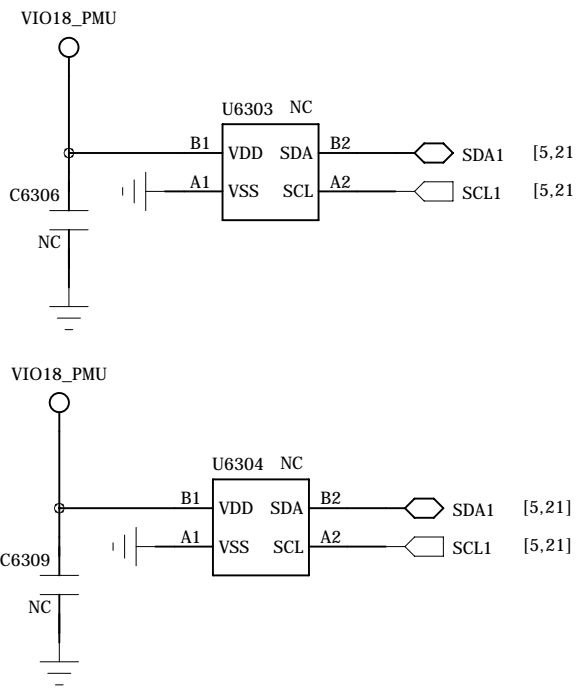 VIO18_PMU
U6303 NC
B1 VDD SDA B2 SDA1 [5,21
A1 VSS SCL A2 SCL1 [5,21
C6306
NC
VIO18_PMU
U6304 NC
B1 VDD SDA B2 SDA1 [5,21]
A1 VSS SCL A2 SCL1 [5,21]
C6309
NC